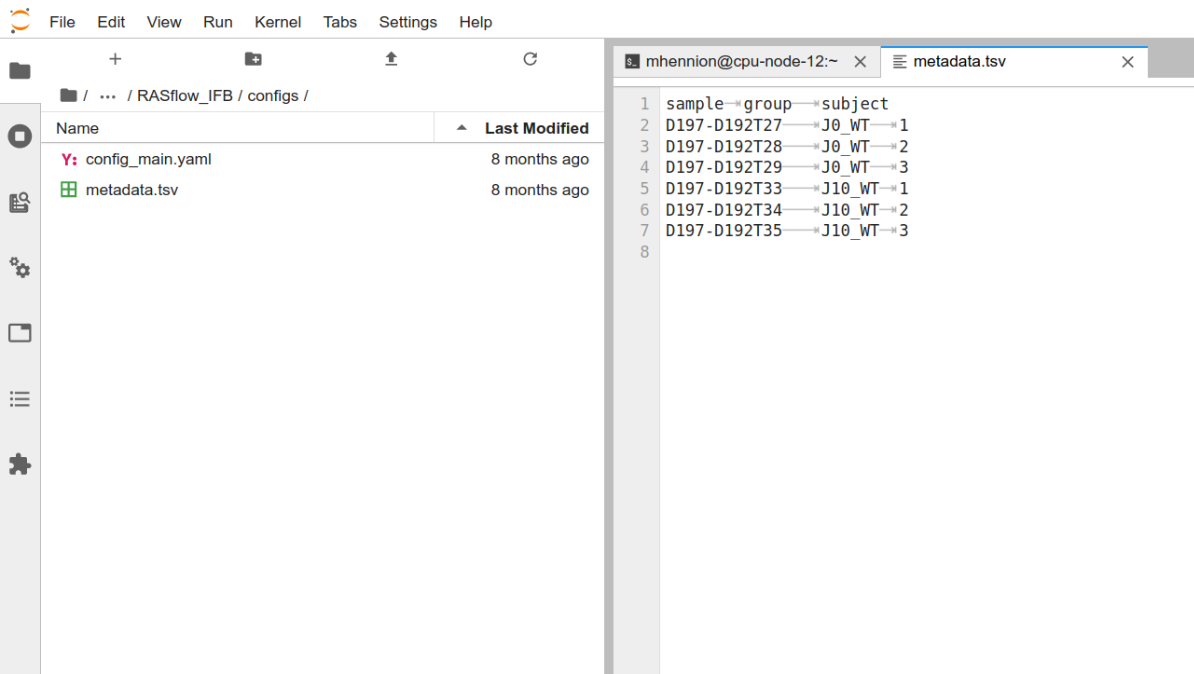 File Edit View Run Kernel Tabs Settings Help
/ … / RASflow_IFB / configs /
Name Last Modified
Y: config_main.yaml 8 months ago
metadata.tsv 8 months ago
$_ mhennion@cpu-node-12:~ metadata.tsv
1 sample group subject
2 D197-D192T27 J0_WT 1
3 D197-D192T28 J0_WT 2
4 D197-D192T29 J0_WT 3
5 D197-D192T33 J10_WT 1
6 D197-D192T34 J10_WT 2
7 D197-D192T35 J10_WT 3
8